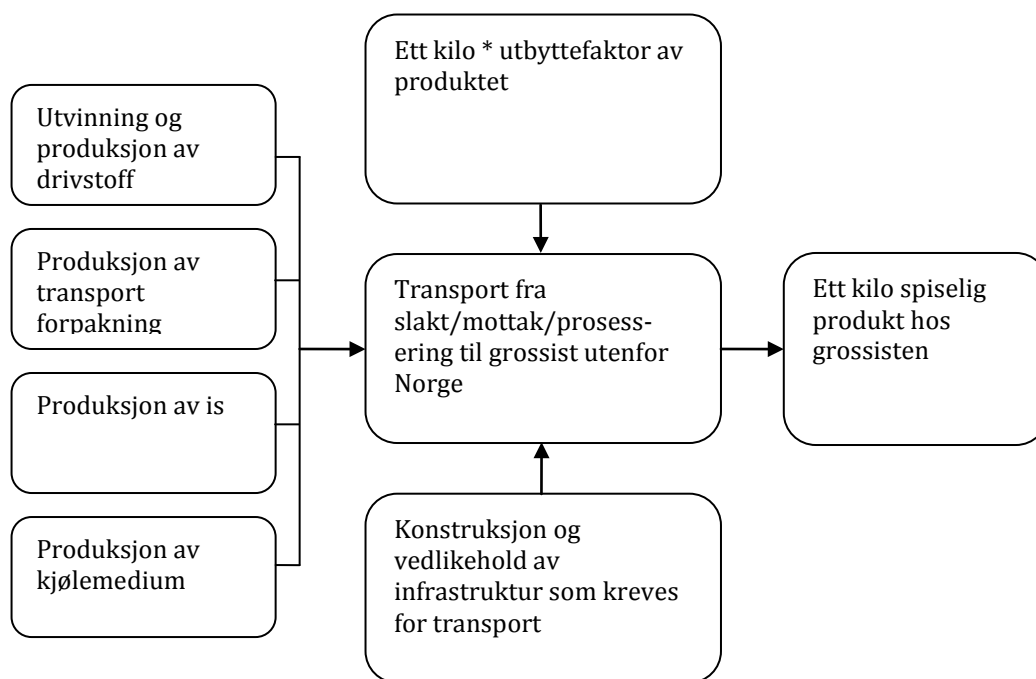 Ett kilo * utbyttefaktor av
produktet
Utvinning og
produksjon av
drivstoff
Produksjon av
transport
forpakning
Produksjon av is
Produksjon av
kjølemedium
Transport fra
slakt/mottak/prosess-
ering til grossist utenfor
Norge
Konstruksjon og
vedlikehold av
infrastruktur som kreves
for transport
Ett kilo spiselig
produkt hos
grossisten